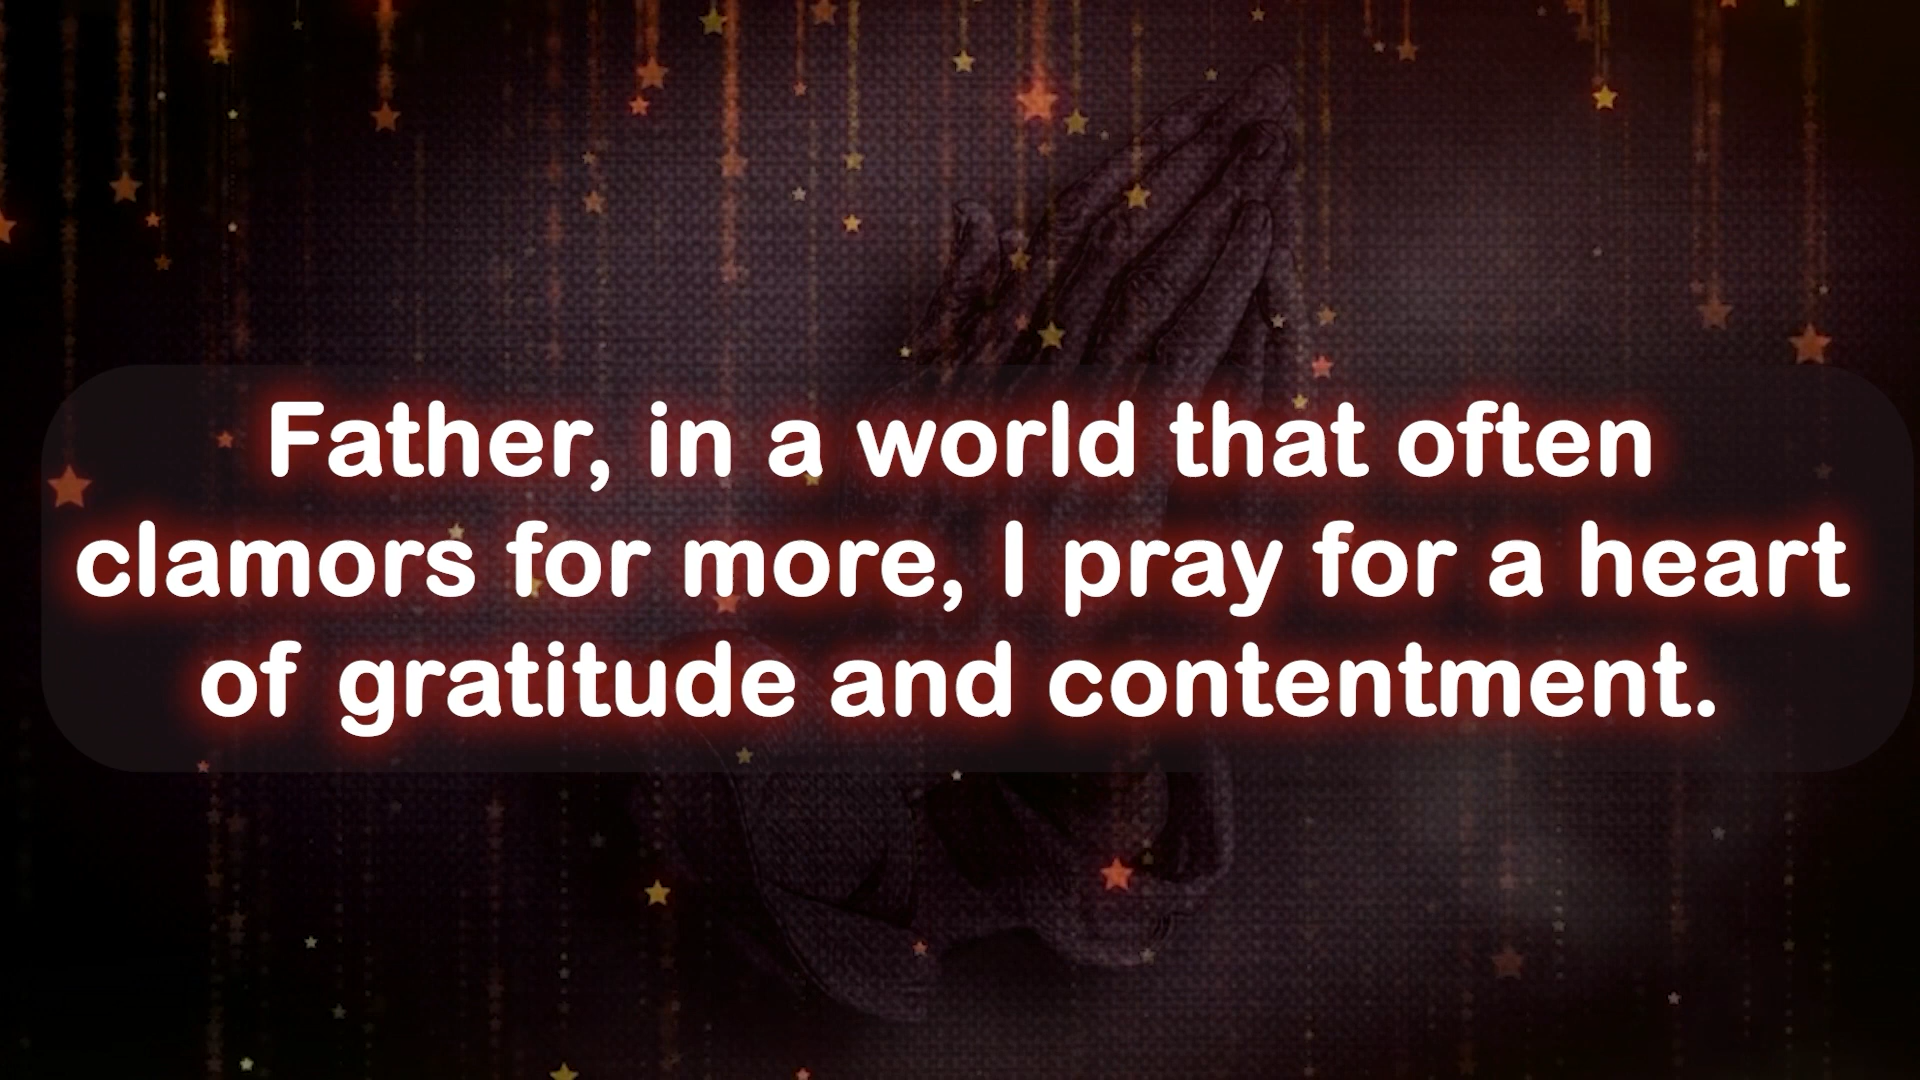 Father, in a world that often
clamors for more, I pray for a heart
of gratitude and contentment.